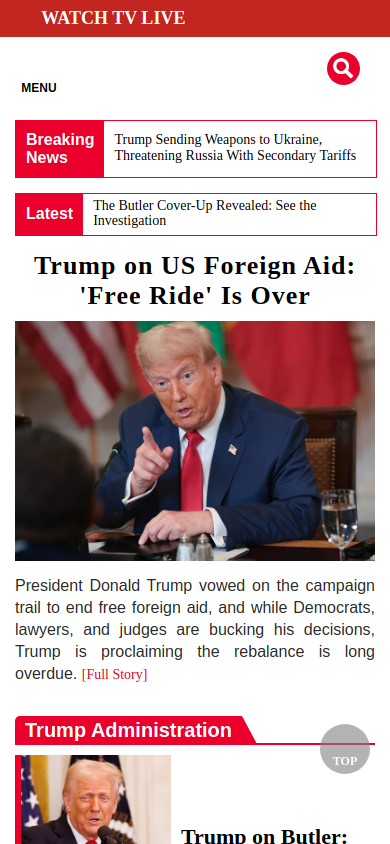 WATCH TV LIVE
MENU
Breaking
News
Trump Sending Weapons to Ukraine,
Threatening Russia With Secondary Tariffs
Latest
The Butler Cover-Up Revealed: See the
Investigation
Trump on US Foreign Aid:
'Free Ride' Is Over
President Donald Trump vowed on the campaign
trail to end free foreign aid, and while Democrats,
lawyers, and judges are bucking his decisions,
Trump is proclaiming the rebalance is long
overdue. [Full Story]
Trump Administration
TOP
Trump on Butler: